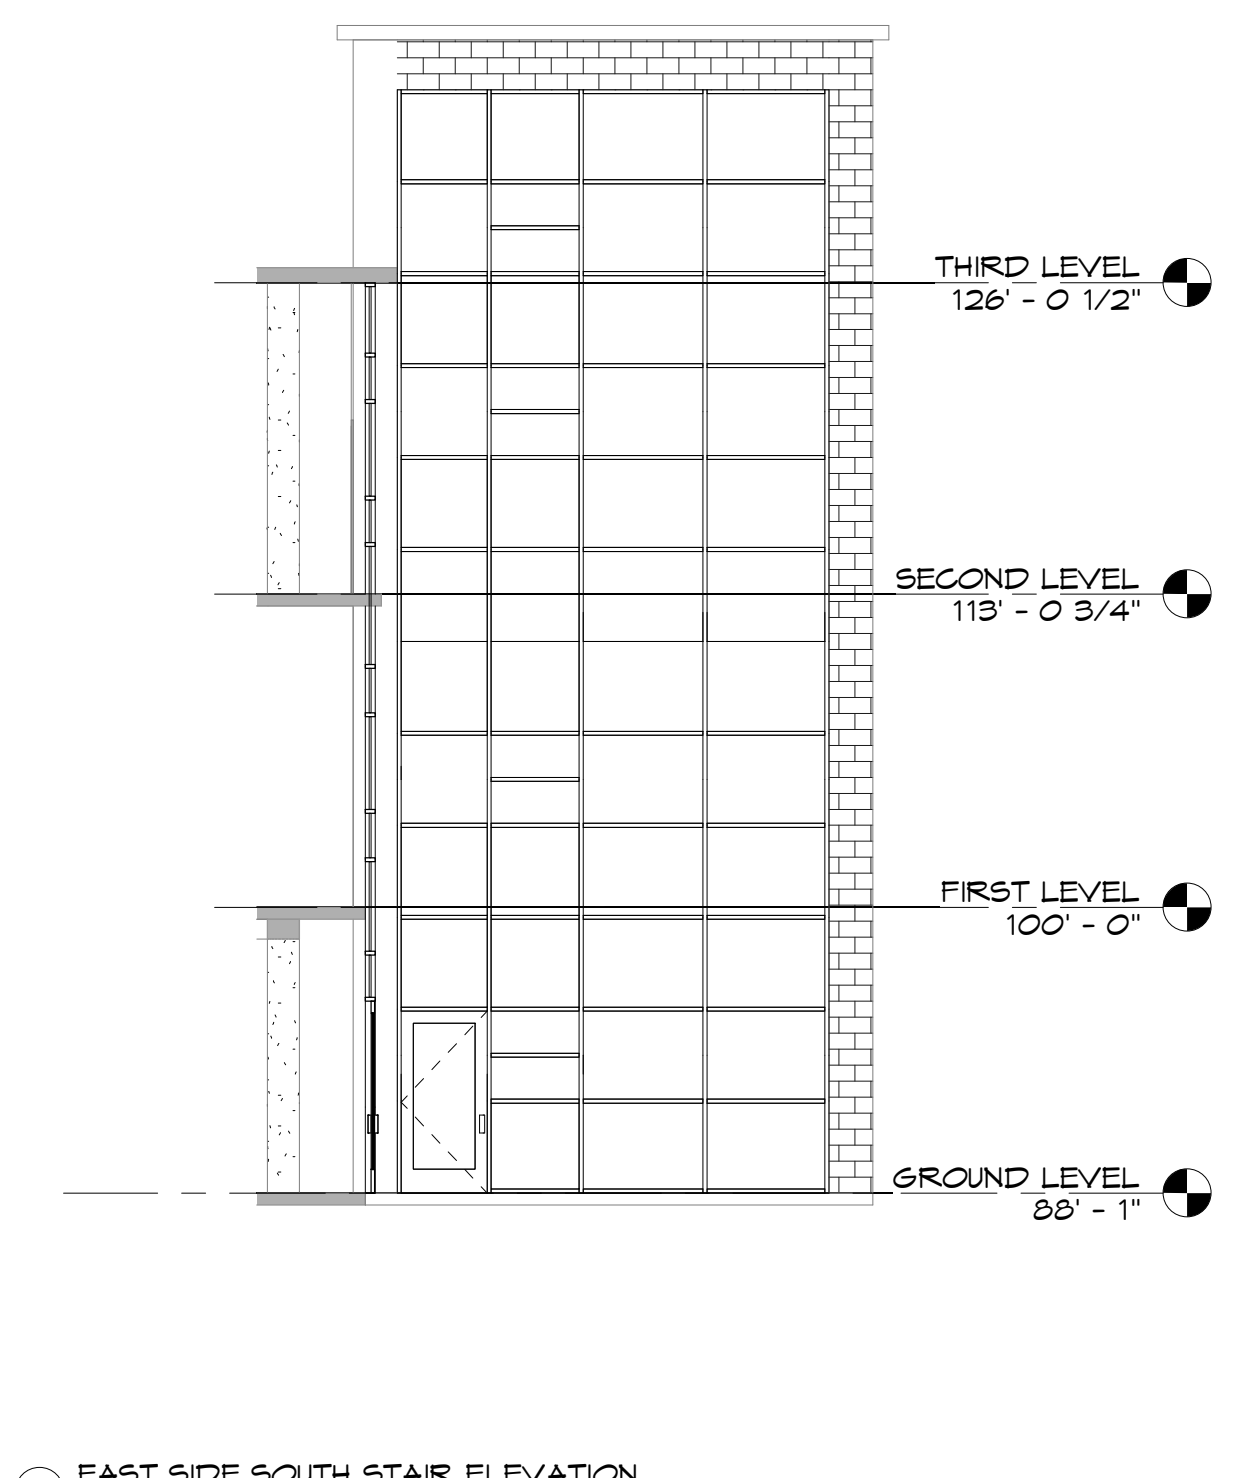 THIRD LEVEL
126' - 0 1/2"
SECOND LEVEL
113' - 0 3/4"
FIRST LEVEL
100' - 0"
GROUND LEVEL
88' - 1"
EAST SIDE SOUTH STAIR ELEVATION